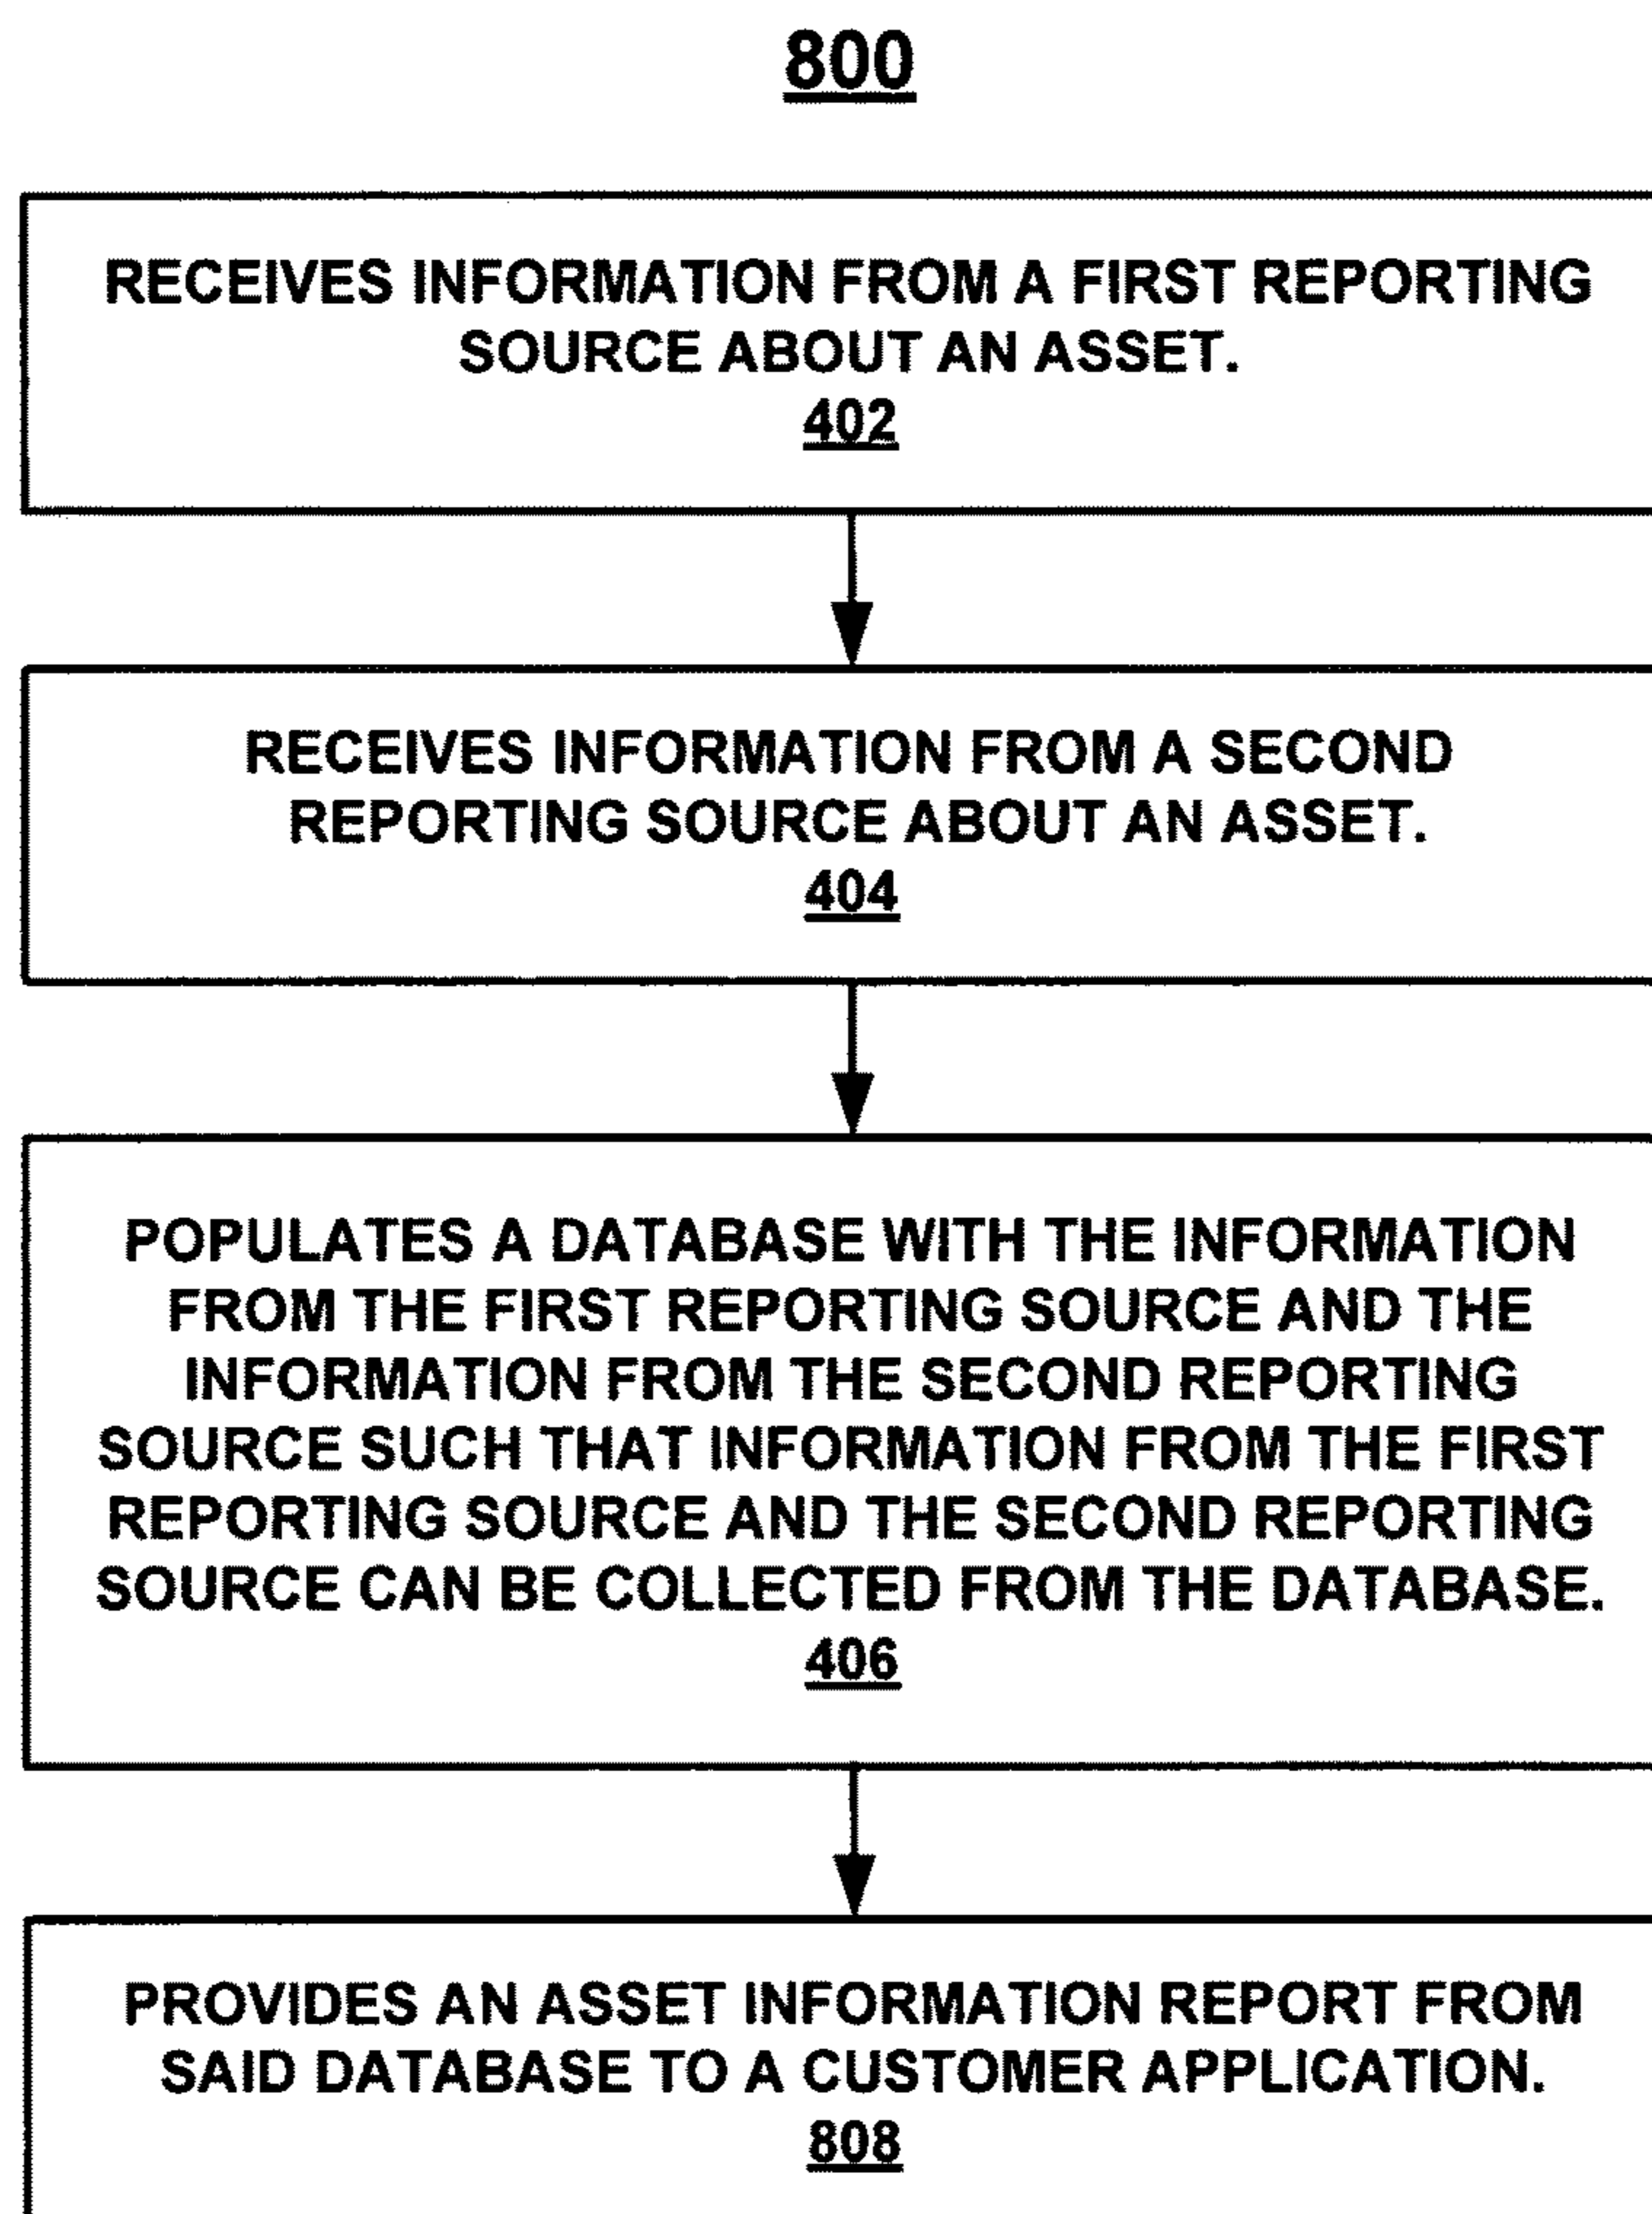 800
RECEIVES INFORMATION FROM A FIRST REPORTING
SOURCE ABOUT AN ASSET.
402
RECEIVES INFORMATION FROM A SECOND
REPORTING SOURCE ABOUT AN ASSET.
404
POPULATES A DATABASE WITH THE INFORMATION
FROM THE FIRST REPORTING SOURCE AND THE
INFORMATION FROM THE SECOND REPORTING
SOURCE SUCH THAT INFORMATION FROM THE FIRST
REPORTING SOURCE AND THE SECOND REPORTING
SOURCE CAN BE COLLECTED FROM THE DATABASE.
406
PROVIDES AN ASSET INFORMATION REPORT FROM
SAID DATABASE TO A CUSTOMER APPLICATION.
808